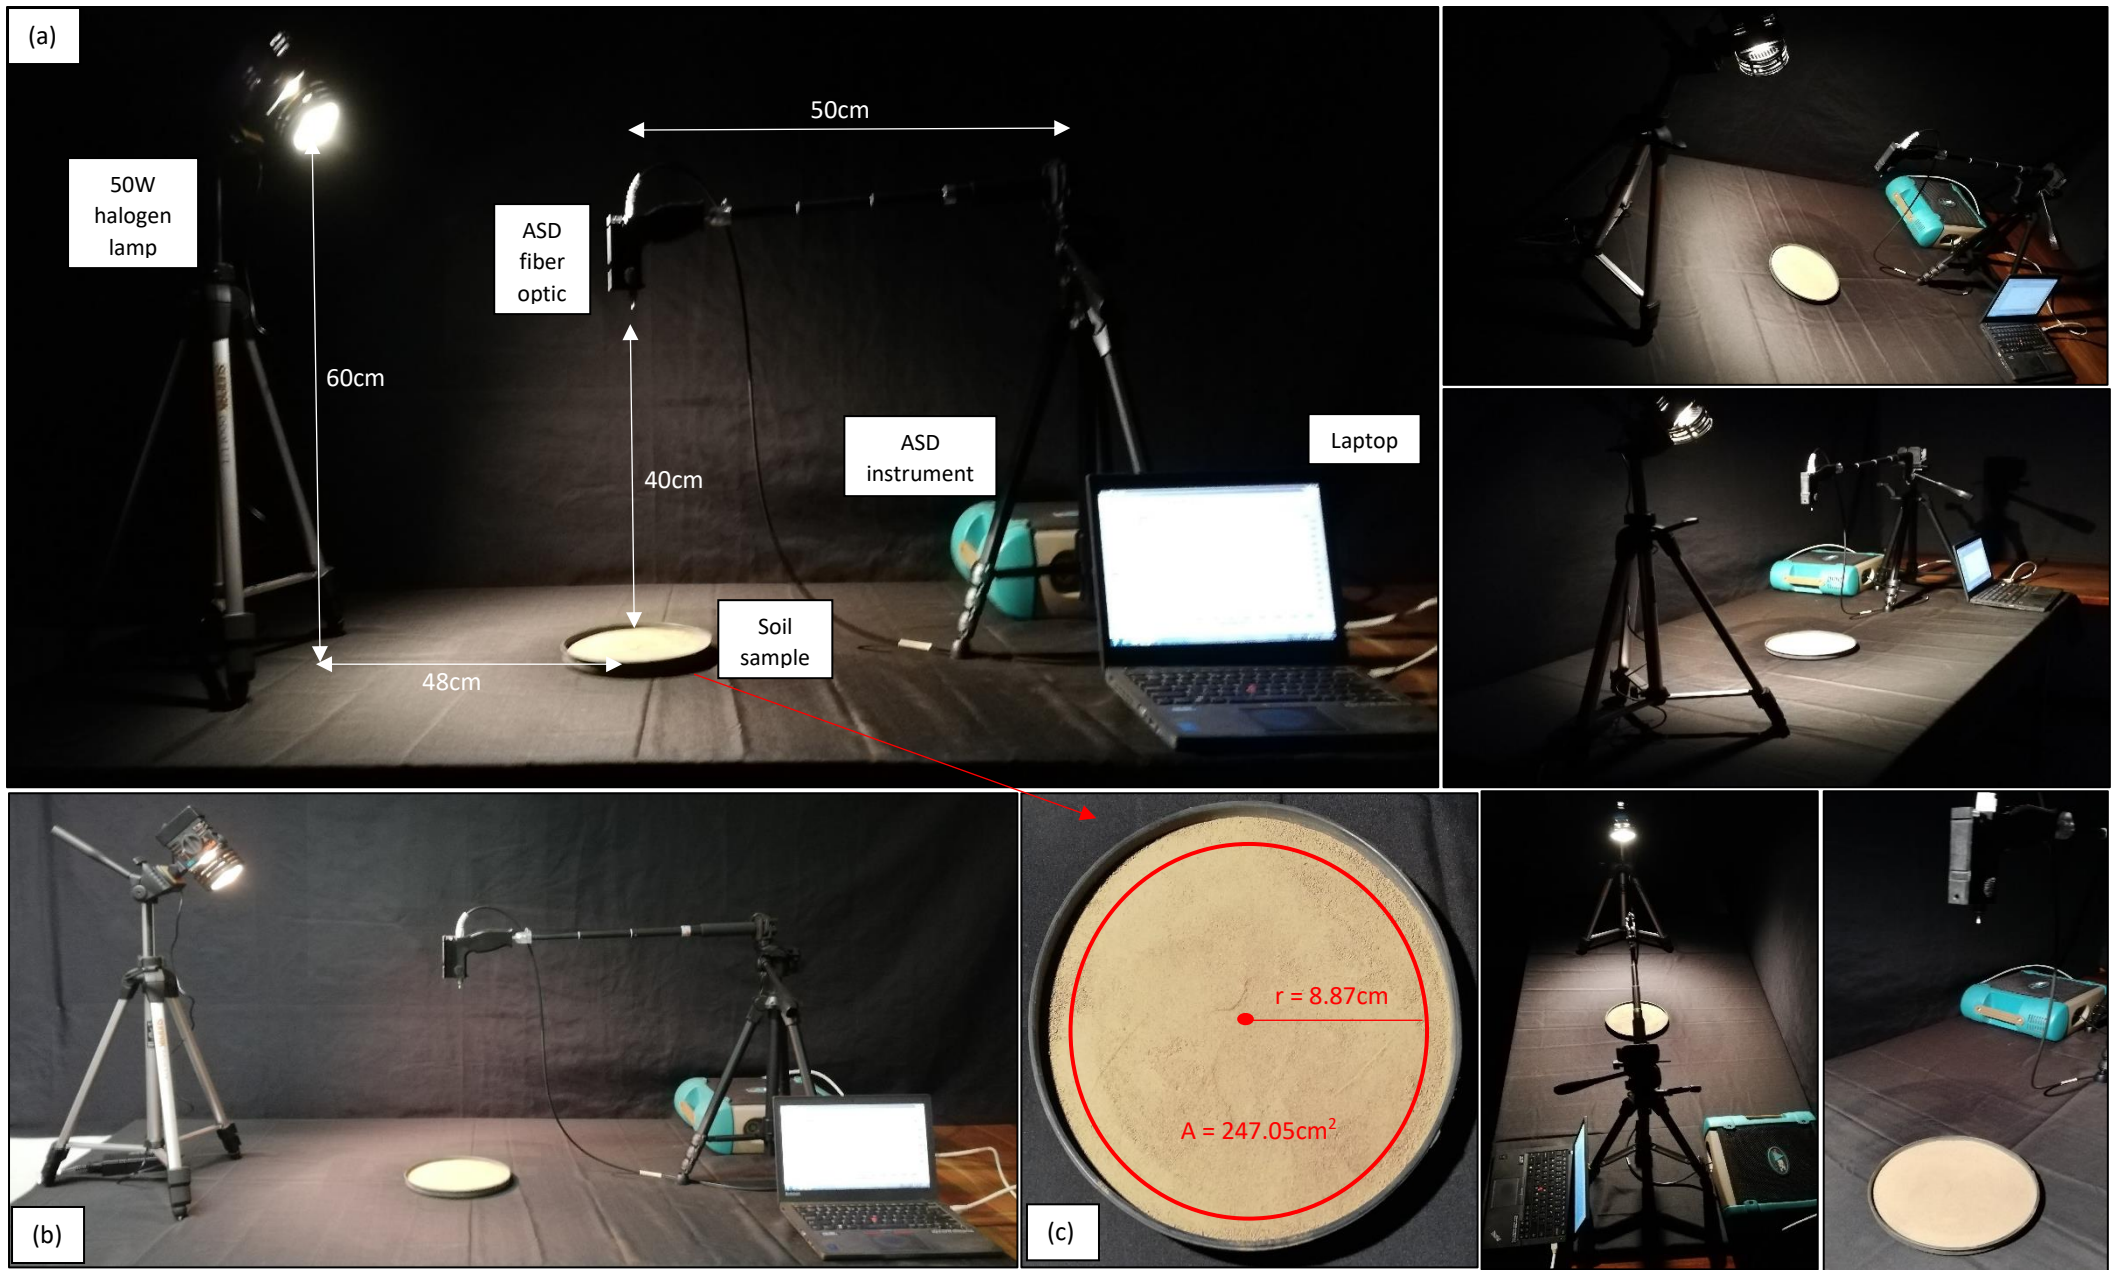 (a)
50cm
50W
halogen
lamp
ASD
fiber
optic
60cm
40cm
ASD
instrument
Laptop
Soil
sample
48cm
(b)
(c)
r = 8.87cm
A = 247.05cm²